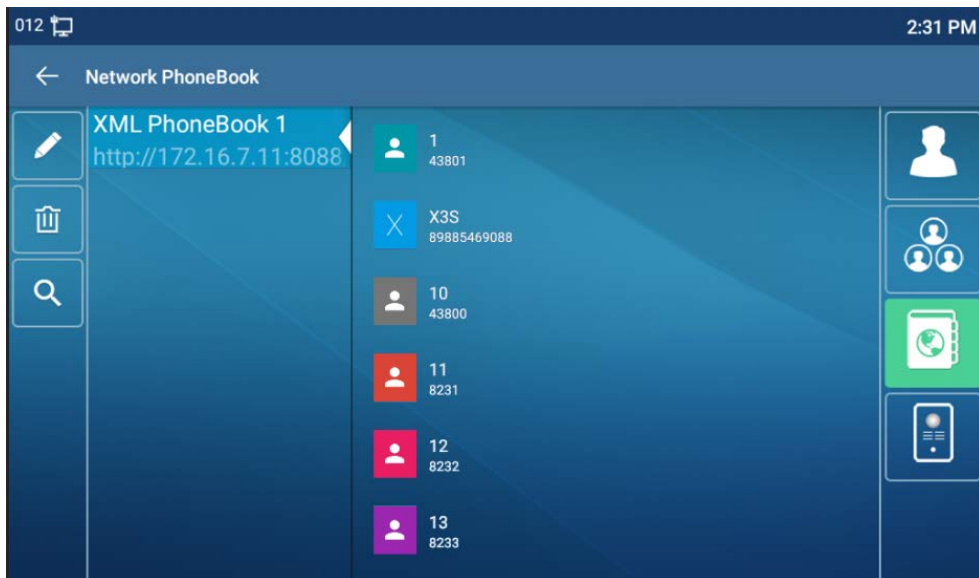 012
2:31 PM
Network PhoneBook
XML PhoneBook 1
http://172.16.7.11:8088
1
43801
X
X3S
89885469088
10
43800
11
8231
12
8232
13
8233